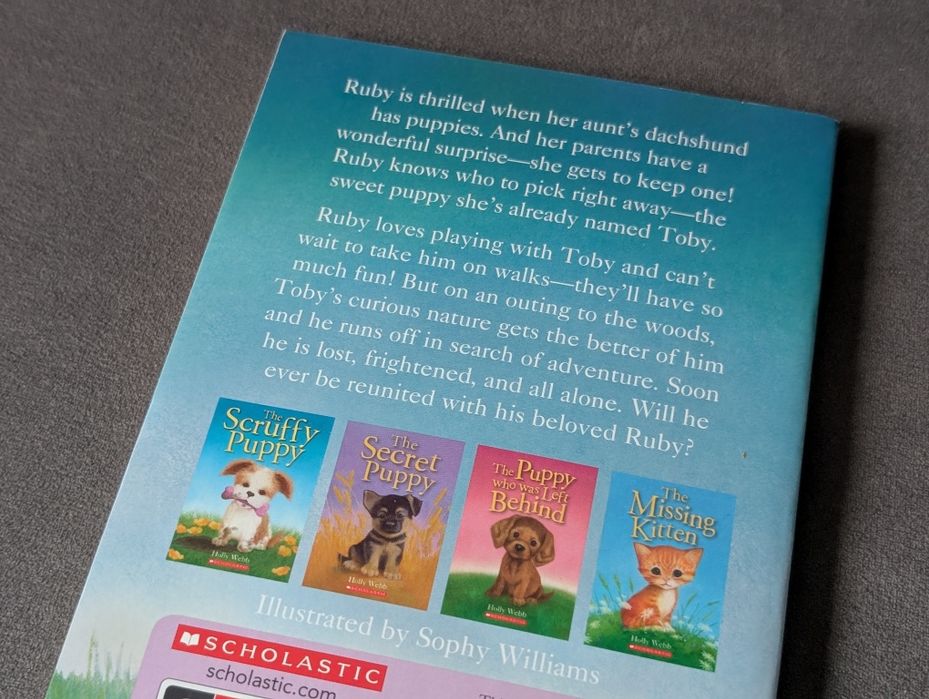 Ruby is thrilled when her aunt's dachshund
has puppies. And her parents have a
wonderful surprise—she gets to keep one!
Ruby knows who to pick right away—the
sweet puppy she's already named Toby.
Ruby loves playing with Toby and can't
wait to take him on walks—they'll have so
much fun! But on an outing to the woods,
Toby's curious nature gets the better of him
and he runs off in search of adventure. Soon
he is lost, frightened, and all alone. Will he
ever be reunited with his beloved Ruby?
The
Scruffy
Puppy
Holly Webb
SCHOLASTIC
The
Secret
Puppy
Holly Webb
SCHOLASTIC
The Puppy
who was Left
Behind
Holly Webb
SCHOLASTIC
The
Missing
Kitten
Holly Webb
SCHOLASTIC
Illustrated by Sophy Williams
SCHOLASTIC
scholastic.com